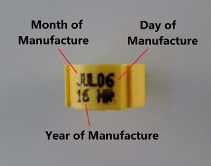 Month of
Manufacture
Day of
Manufacture
JUL06
16 HR
Year of Manufacture